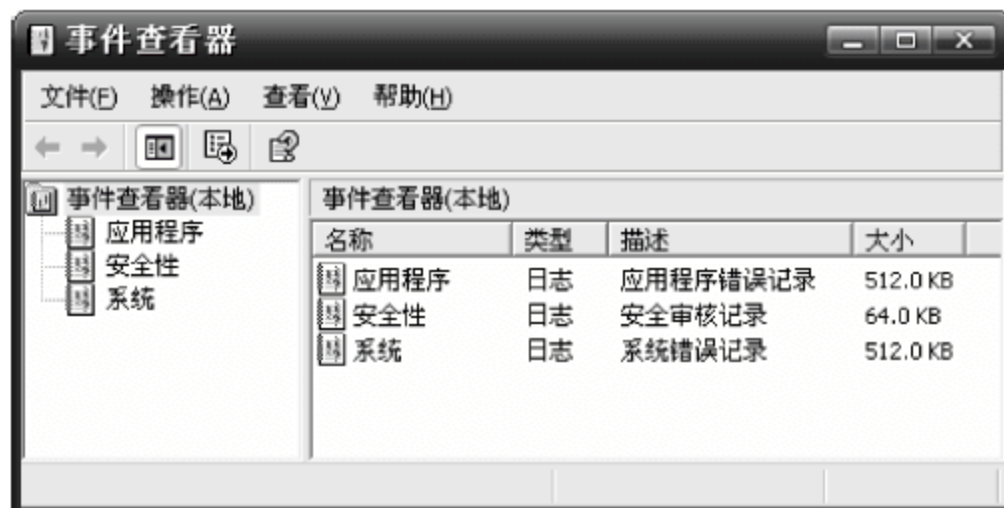 事件查看器
文件(F) 操作(A) 查看(V) 帮助(H)
事件查看器(本地)
应用程序
安全性
系统
事件查看器(本地)
名称 类型 描述 大小
应用程序 日志 应用程序错误记录 512.0 KB
安全性 日志 安全审核记录 64.0 KB
系统 日志 系统错误记录 512.0 KB